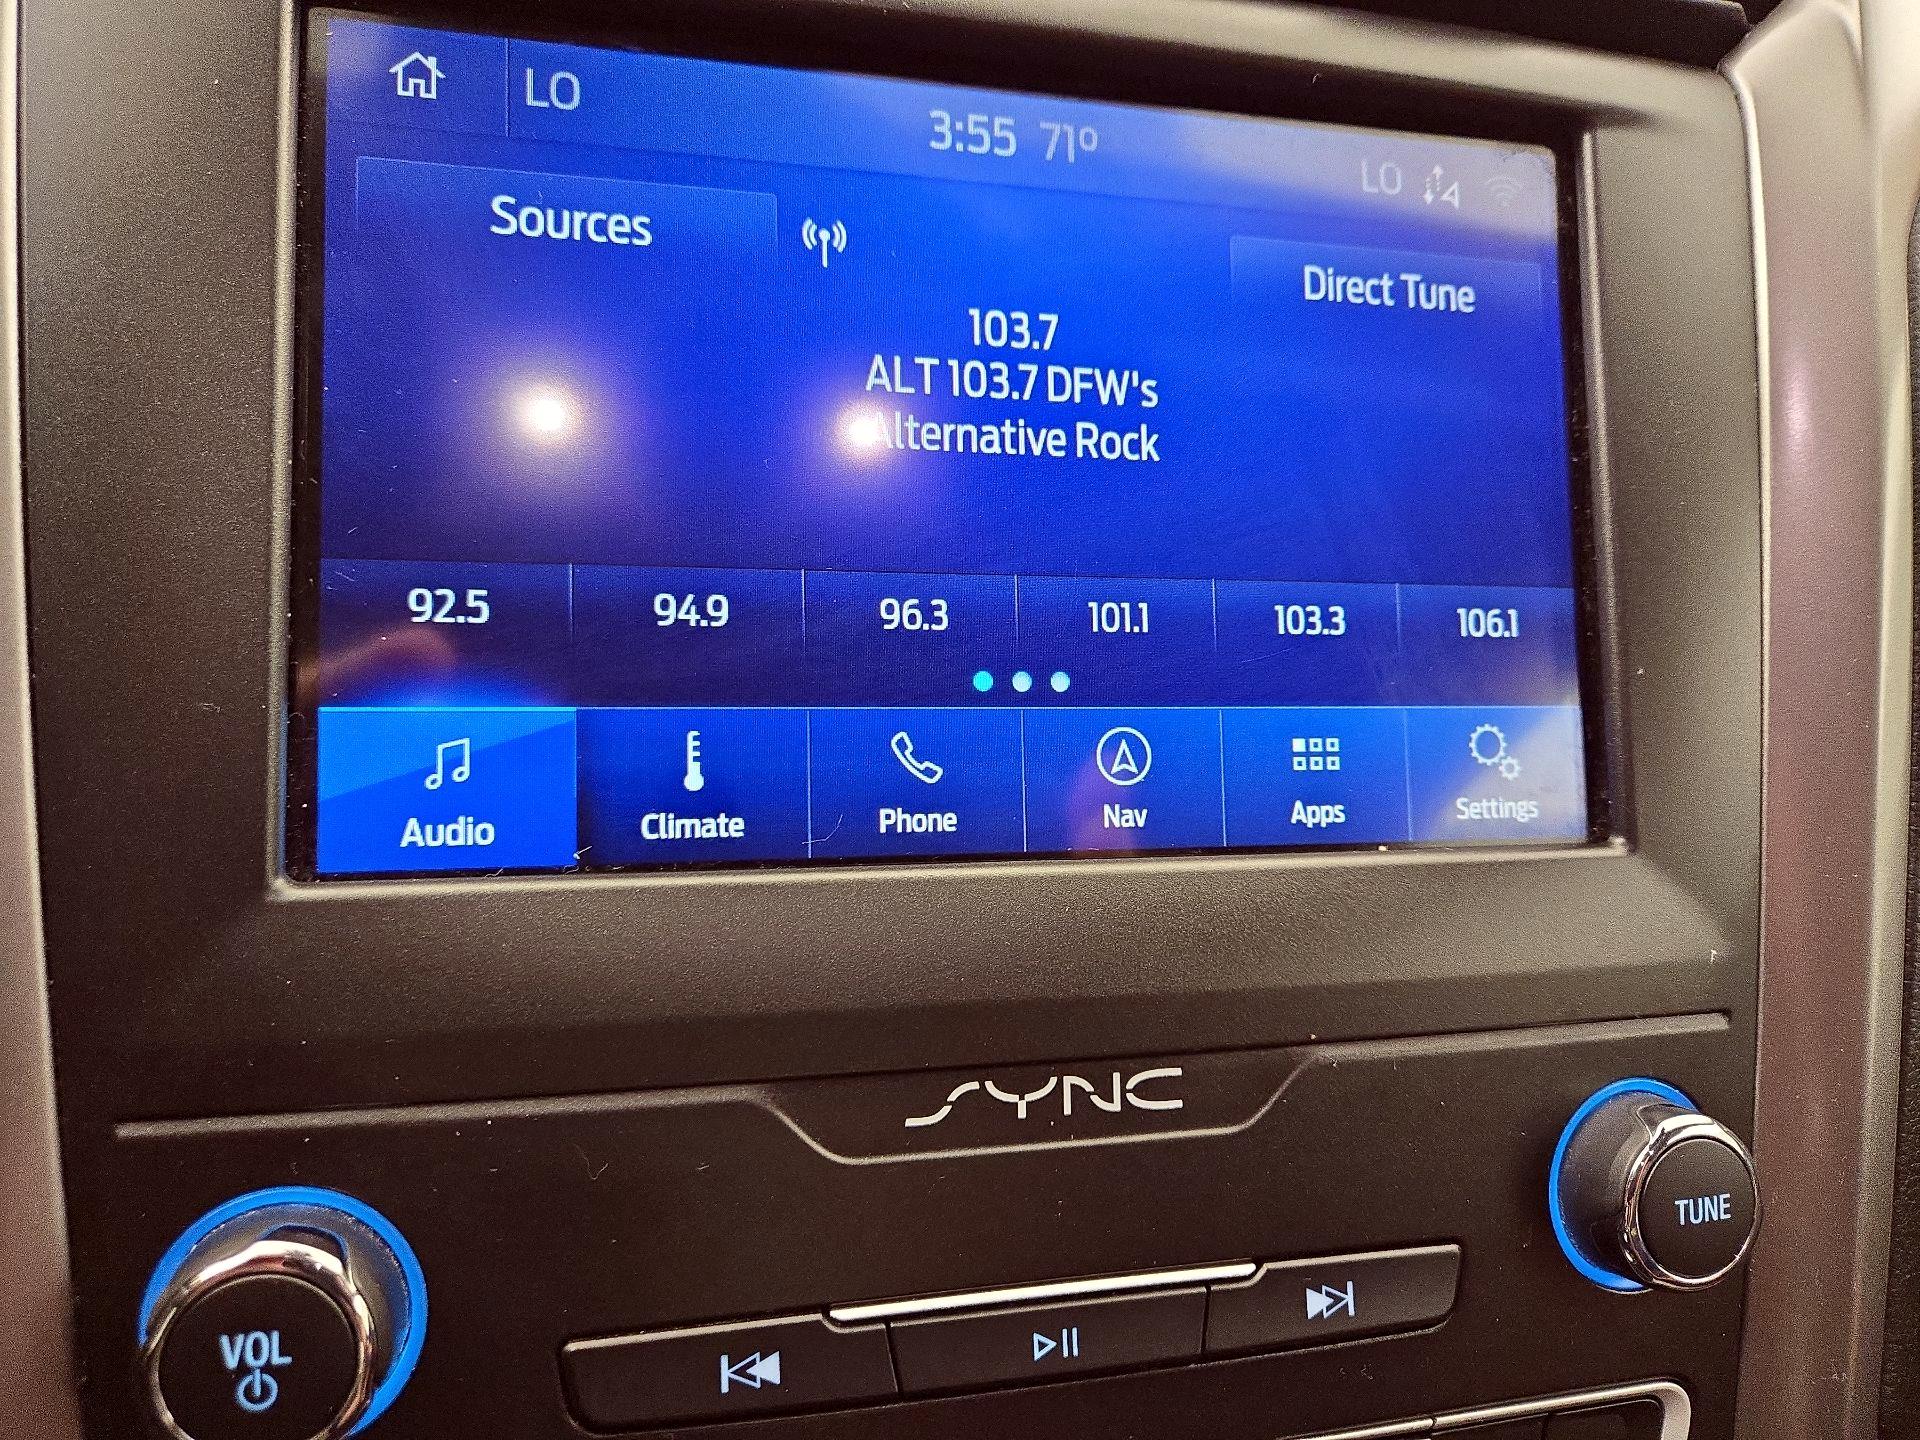 LO
3:55 71°
LO
Sources
Direct Tune
103.7
ALT 103.7 DFW's
Alternative Rock
92.5 94.9 96.3 101.1 103.3 106.1
Audio Climate Phone Nav Apps Settings
SYNC
TUNE
VOL